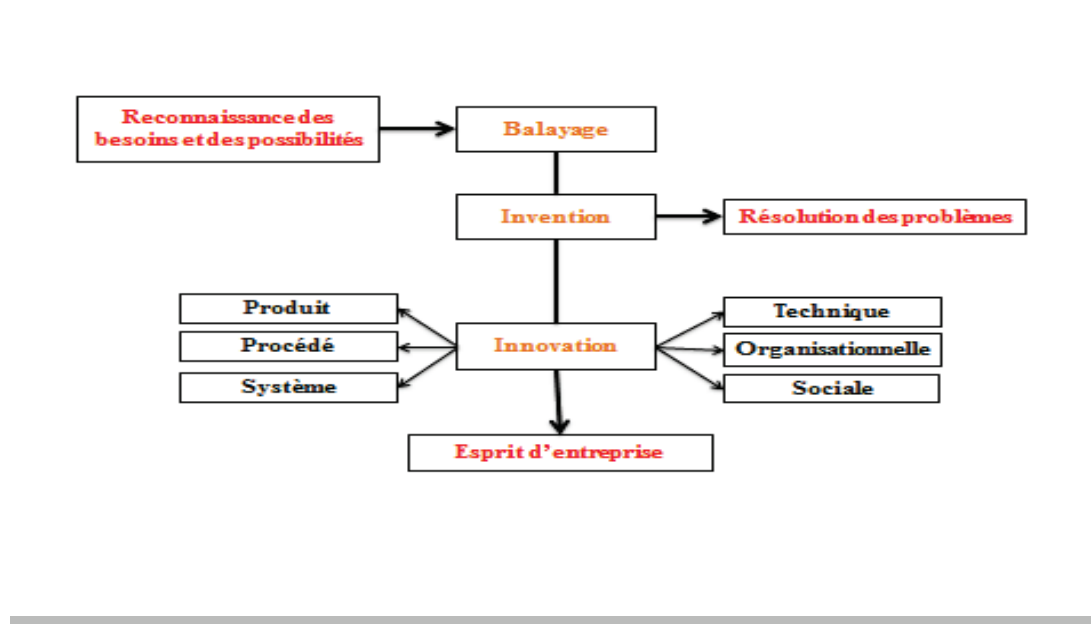 Reconnaissance des
besoins et des possibilités
Balayage
Invention
Résolution des problèmes
Produit
Procédé
Système
Innovation
Technique
Organisationnelle
Sociale
Esprit d’entreprise